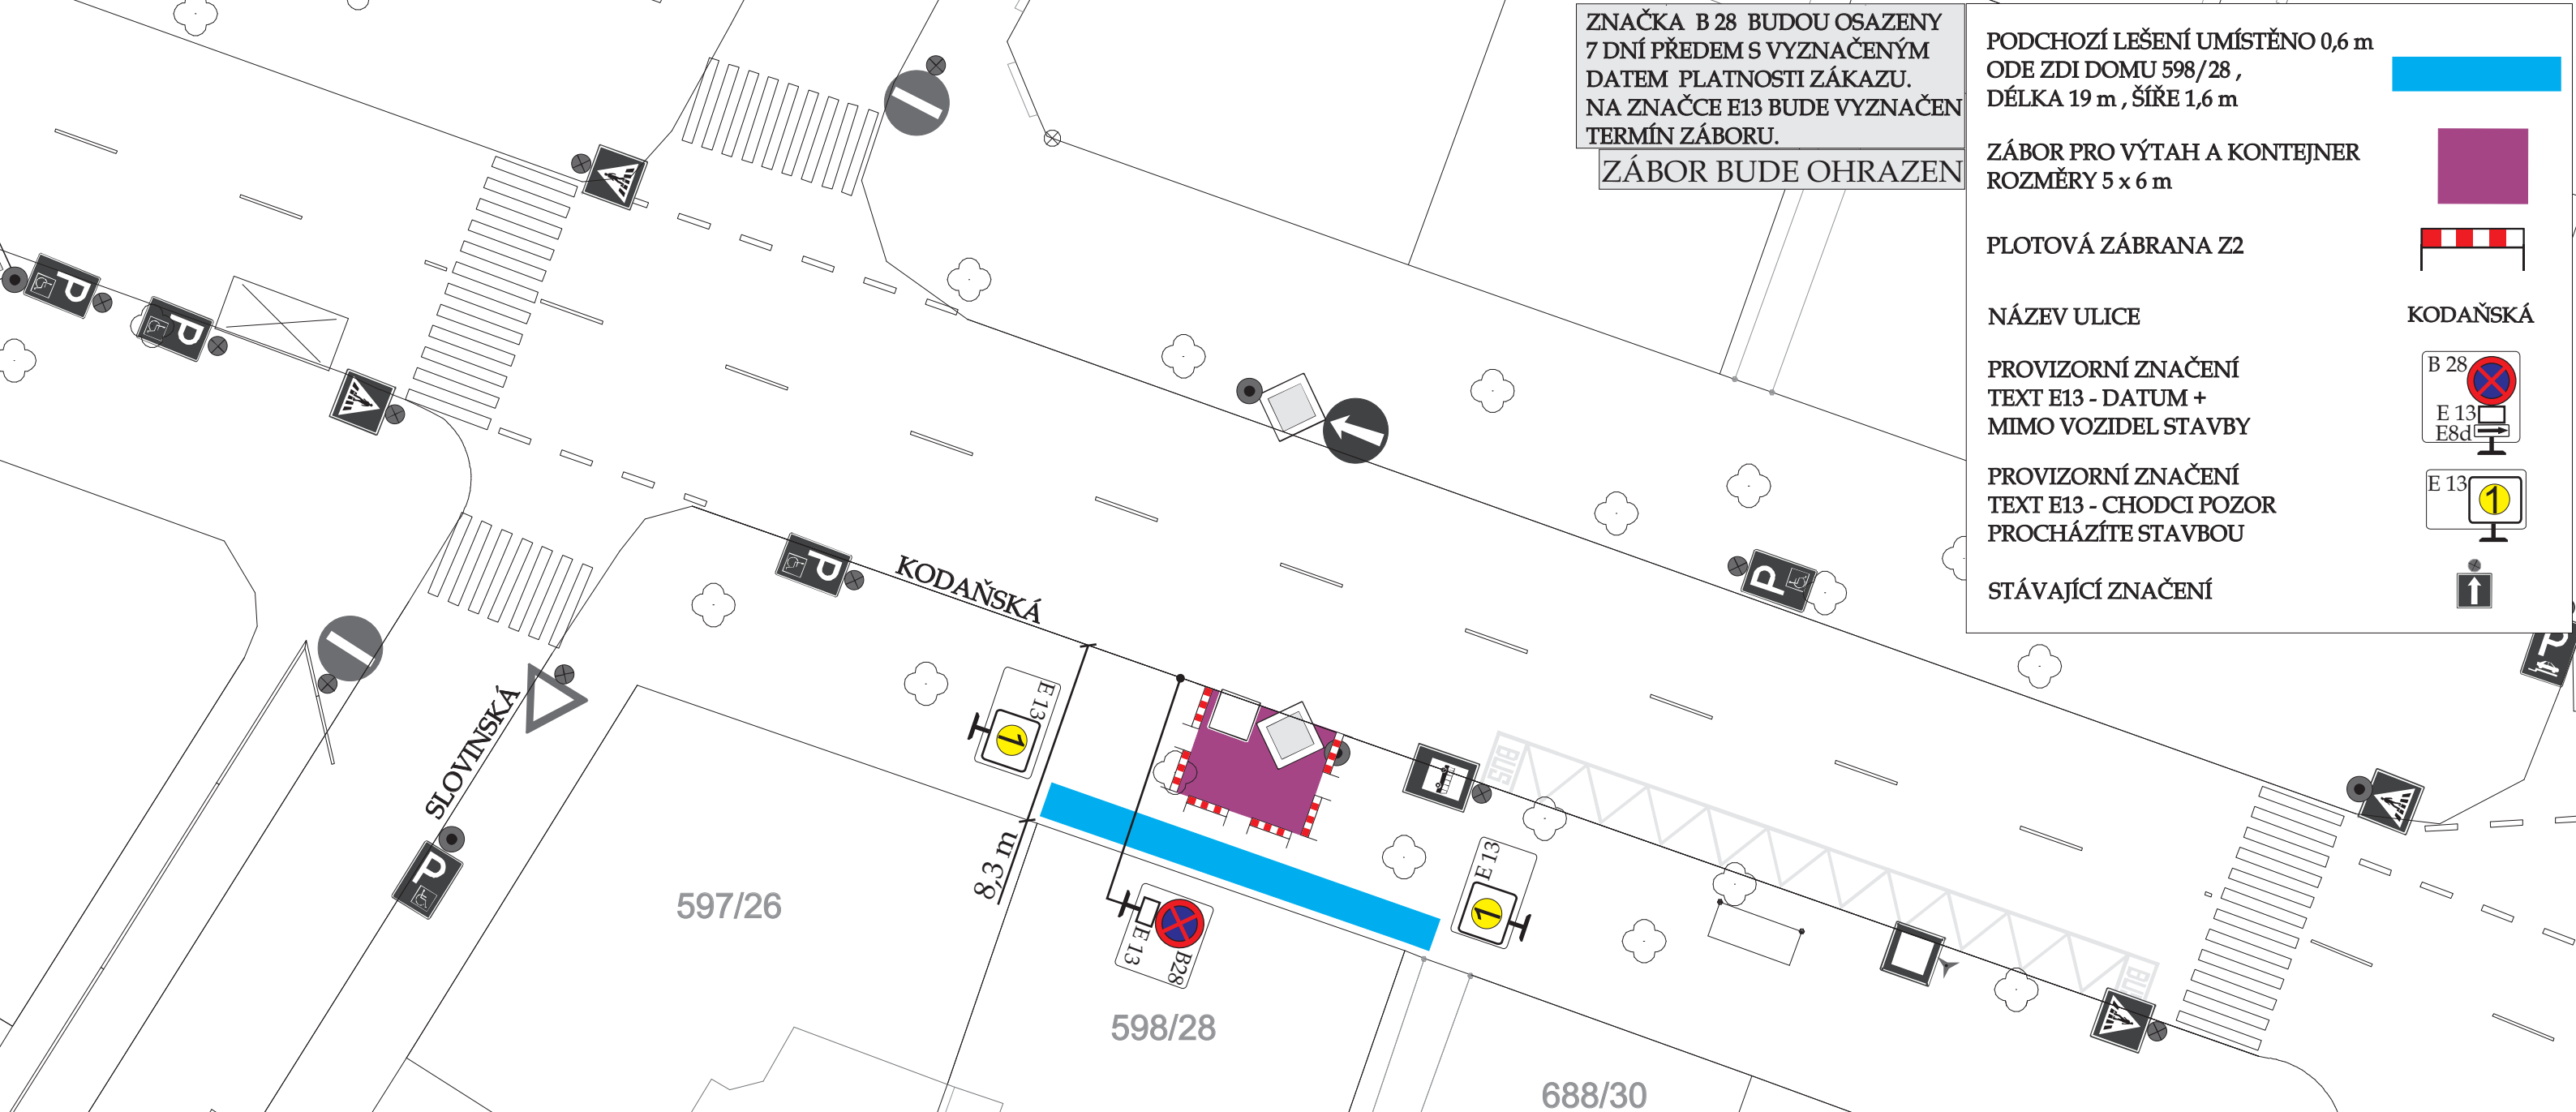 ZNAČKA B 28 BUDOU OSAZENY
7 DNÍ PŘEDEM S VYZNAČENÝM
DATEM PLATNOSTI ZÁKAZU.
NA ZNAČCE E13 BUDE VYZNAČEN
TERMÍN ZÁBORU.
ZÁBOR BUDE OHRAZEN
PODCHOZÍ LEŠENÍ UMÍSTĚNO 0,6 m
ODE ZDI DOMU 598/28 ,
DÉLKA 19 m , ŠÍŘE 1,6 m
ZÁBOR PRO VÝTAH A KONTEJNER
ROZMĚRY 5 x 6 m
PLOTOVÁ ZÁBRANA Z2
NÁZEV ULICE
KODAŇSKÁ
PROVIZORNÍ ZNAČENÍ
TEXT E13 - DATUM +
MIMO VOZIDEL STAVBY
B 28
E 13
E8d
PROVIZORNÍ ZNAČENÍ
TEXT E13 - CHODCI POZOR
PROCHÁZÍTE STAVBOU
E 13
1
STÁVAJÍCÍ ZNAČENÍ
P
P
P
P
P
P
KODAŇSKÁ
SLOVINSKÁ
E 13
1
8,3 m
E 13
B28
E 13
1
BUS
BUS
597/26
598/28
688/30